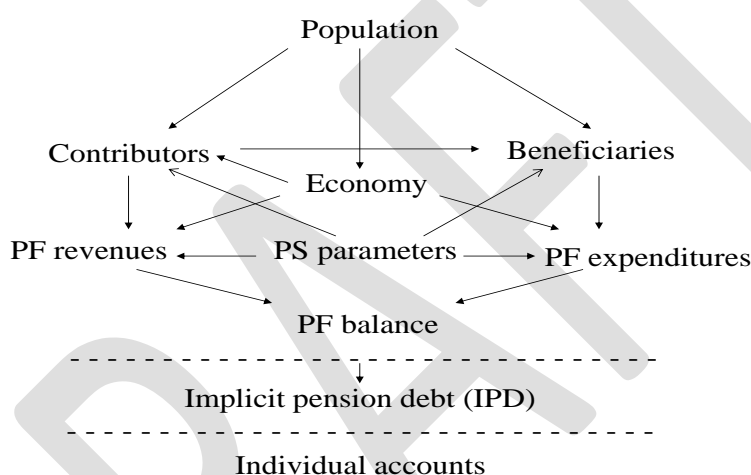 Population
Contributors
Beneficiaries
Economy
PF revenues
PS parameters
PF expenditures
PF balance
Implicit pension debt (IPD)
Individual accounts